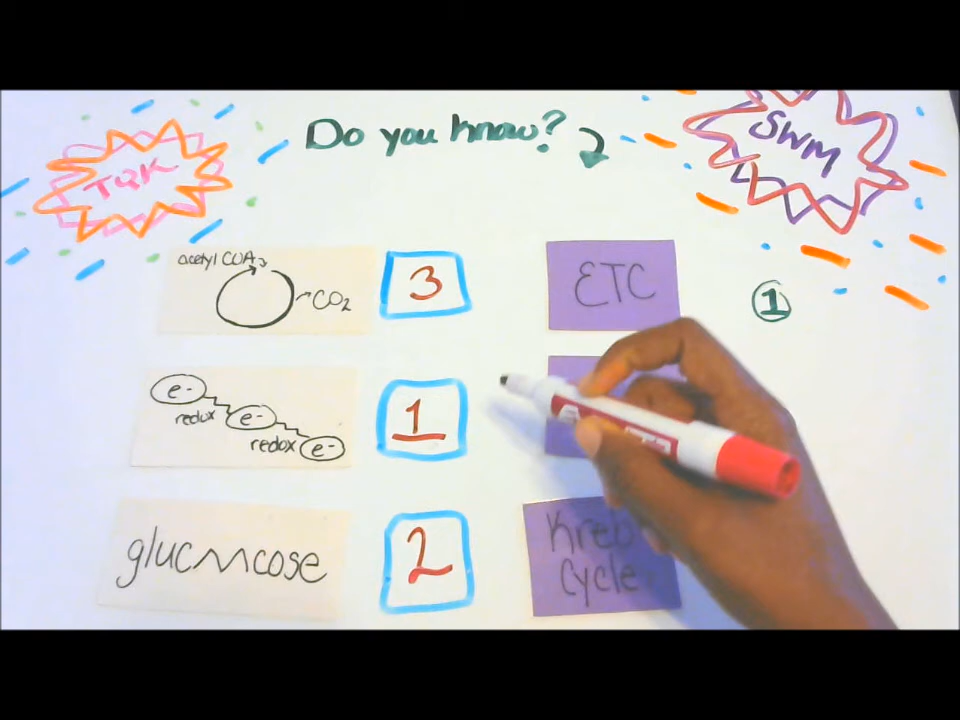 Do you know?
TQK
SWM
acetyl COA
CO2
3
ETC
1
e-
redox
e-
redox
e-
1
glucose
2
Kreb
Cycle